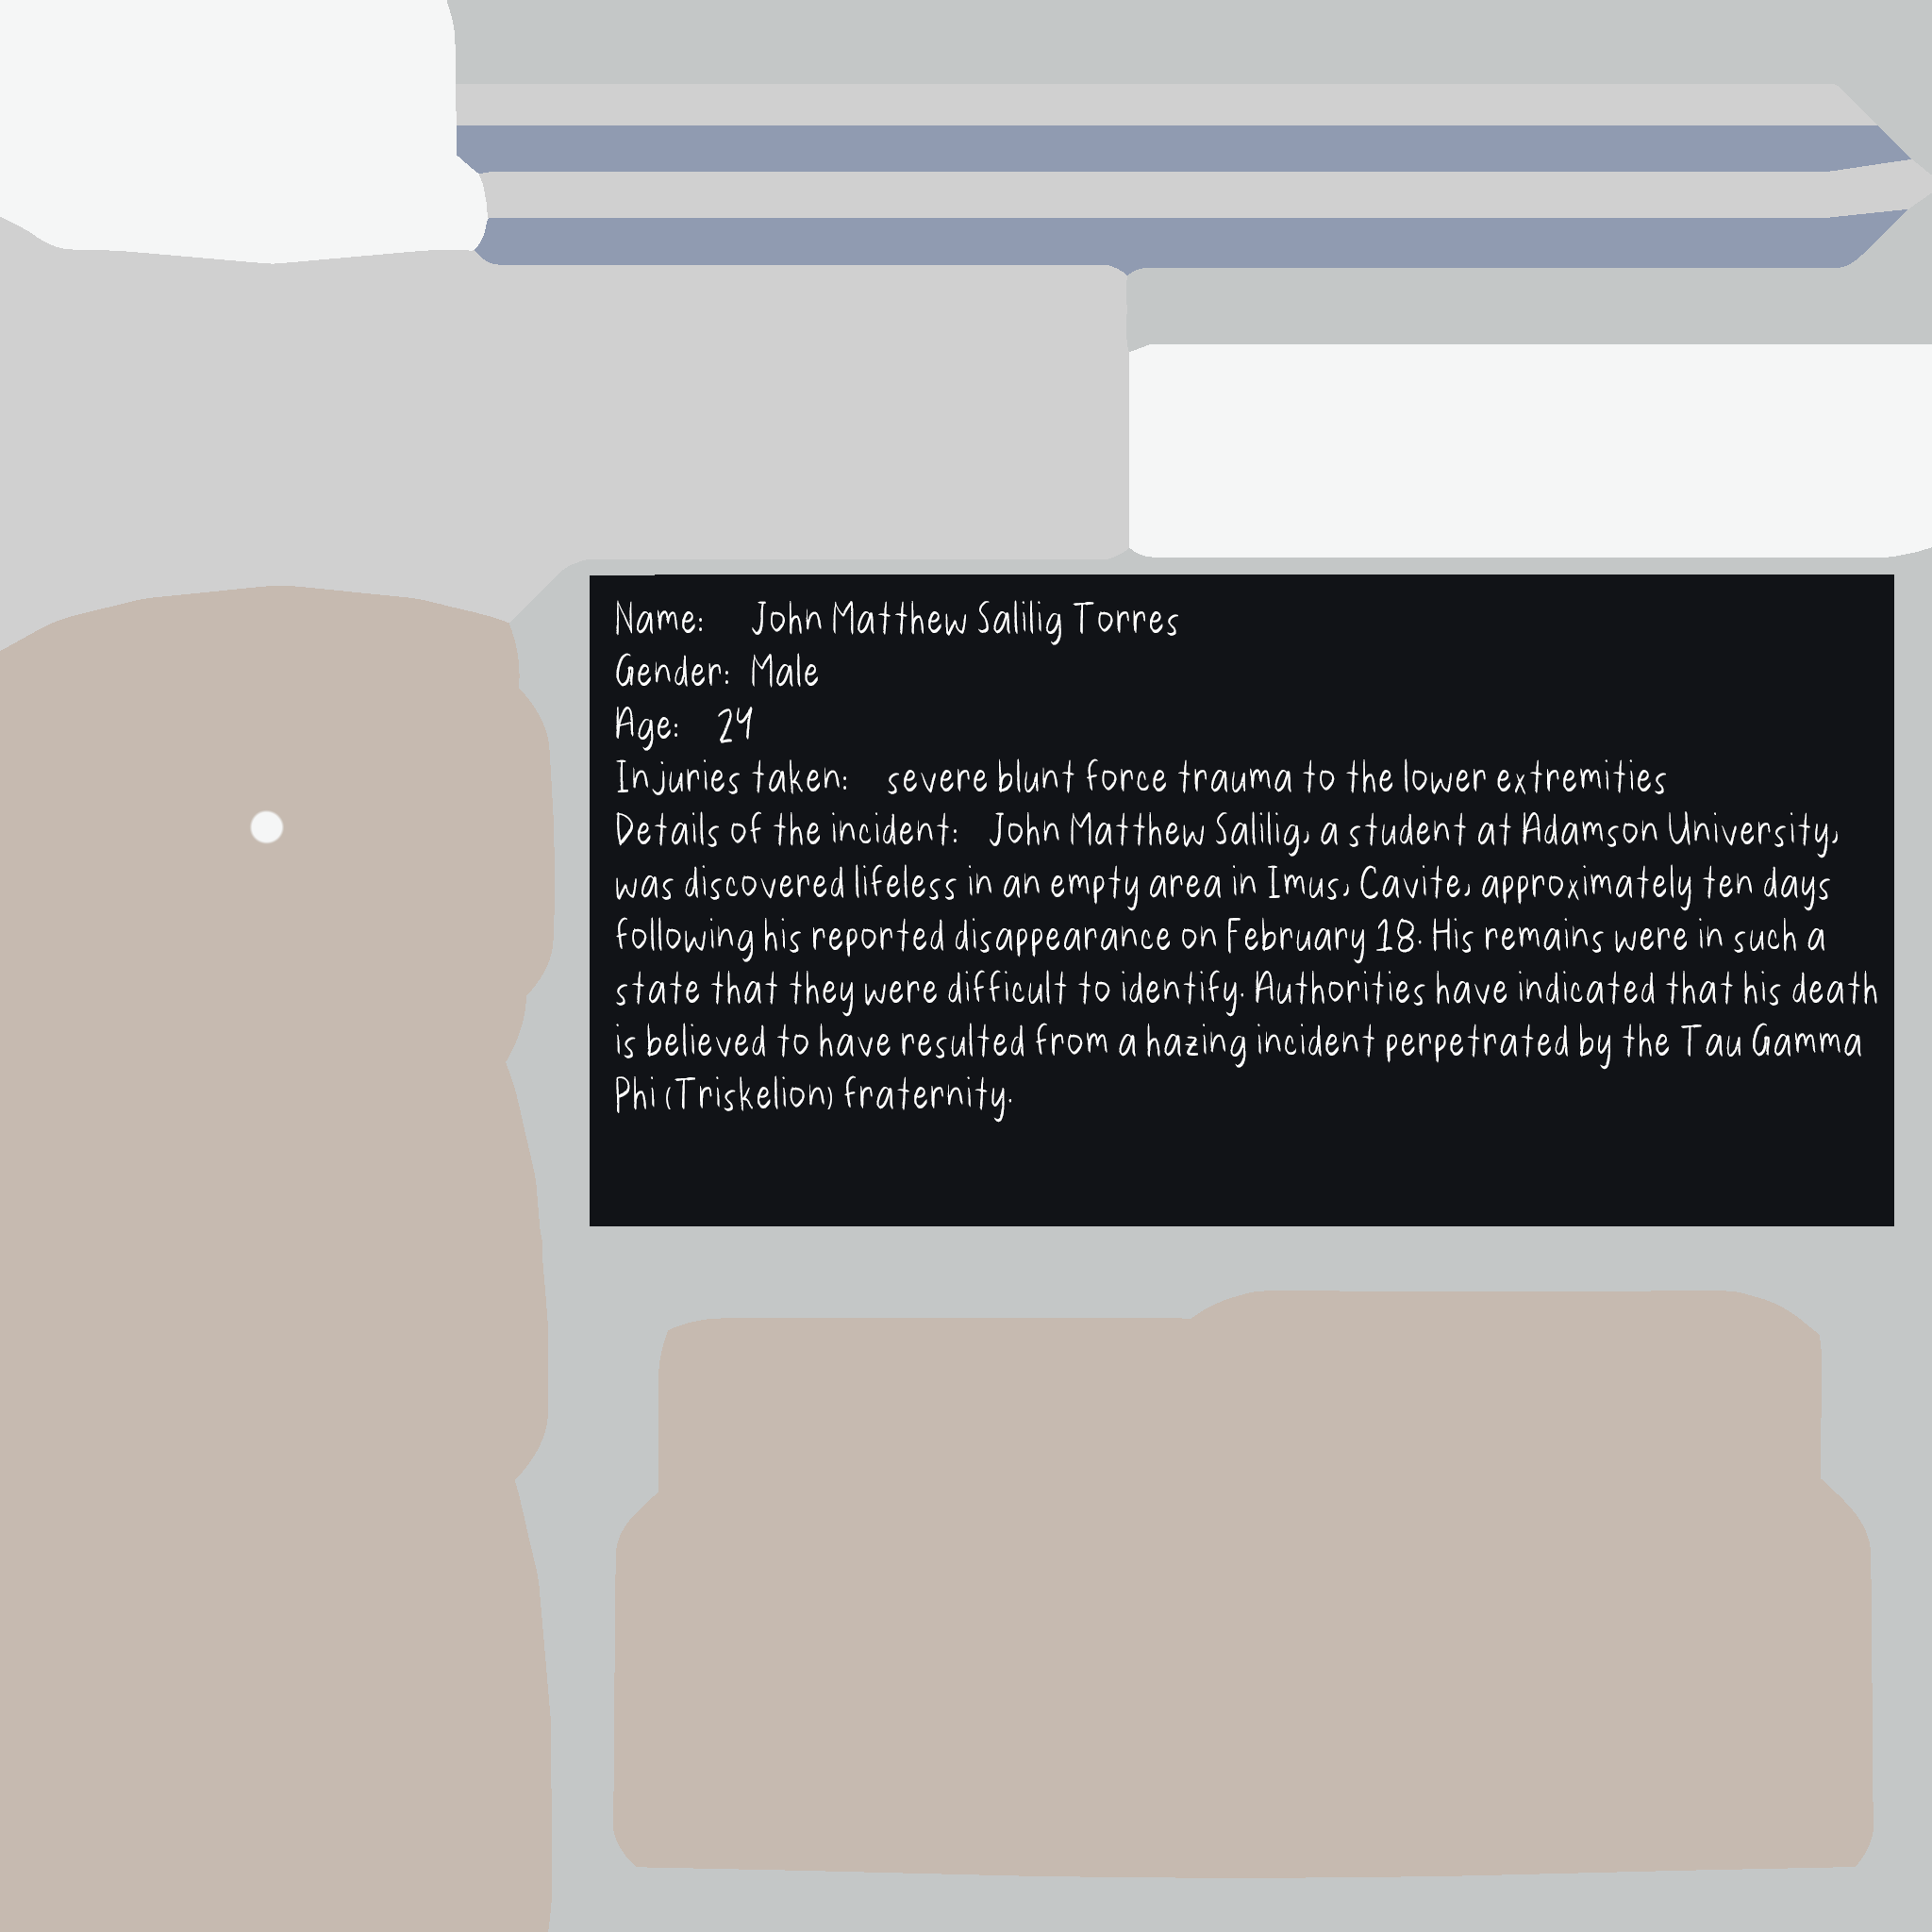 Name: John Matthew Salilig Torres
Gender: Male
Age: 24
Injuries taken: severe blunt force trauma to the lower extremities
Details of the incident: John Matthew Salilig, a student at Adamson University,
was discovered lifeless in an empty area in Imus, Cavite, approximately ten days
following his reported disappearance on February 18. His remains were in such a
state that they were difficult to identify. Authorities have indicated that his death
is believed to have resulted from a hazing incident perpetrated by the Tau Gamma
Phi (Triskelion) fraternity.